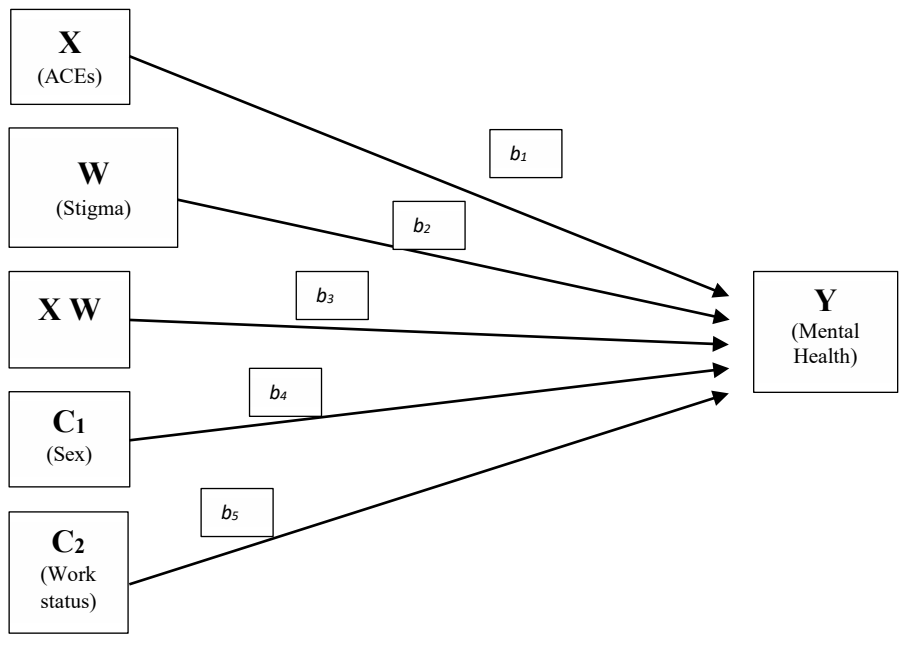 X
(ACEs)
b₁
W
(Stigma)
b₂
X W
b₃
Y
(Mental
Health)
b₄
C₁
(Sex)
b₅
C₂
(Work
status)